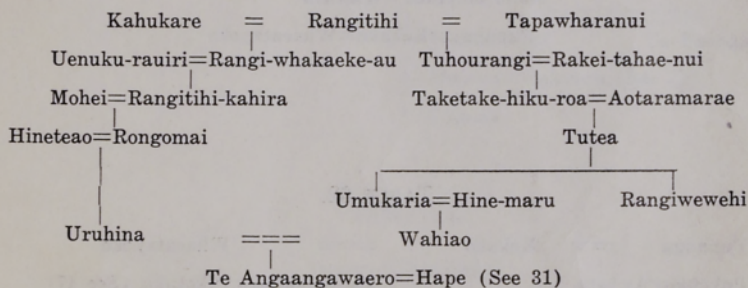 Kahukare = Rangitihi = Tapawharanui
Uenuku-rauiri=Rangi-whakaeke-au Tuhourangi=Rakei-tahae-nui
Mohei=Rangitihi-kahira Taketake-hiku-roa=Aotaramarae
Hineteao=Rongomai Tutea
Umukaria=Hine-maru Rangiwewehi
Uruhina === Wahiao
Te Angaangawaero=Hape (See 31)